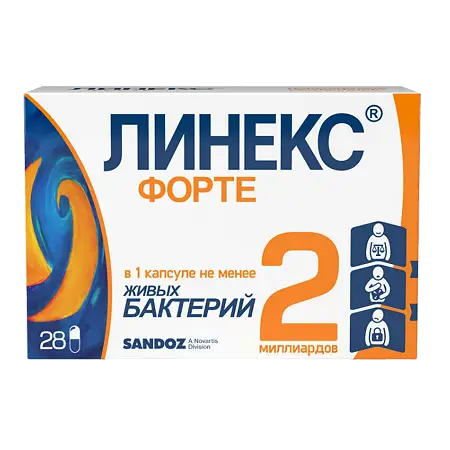 ЛИНЕКС®
ФОРТЕ
в 1 капсуле не менее
живых
БАКТЕРИЙ
2
миллиардов
28
SANDOZ
A Novartis
Division